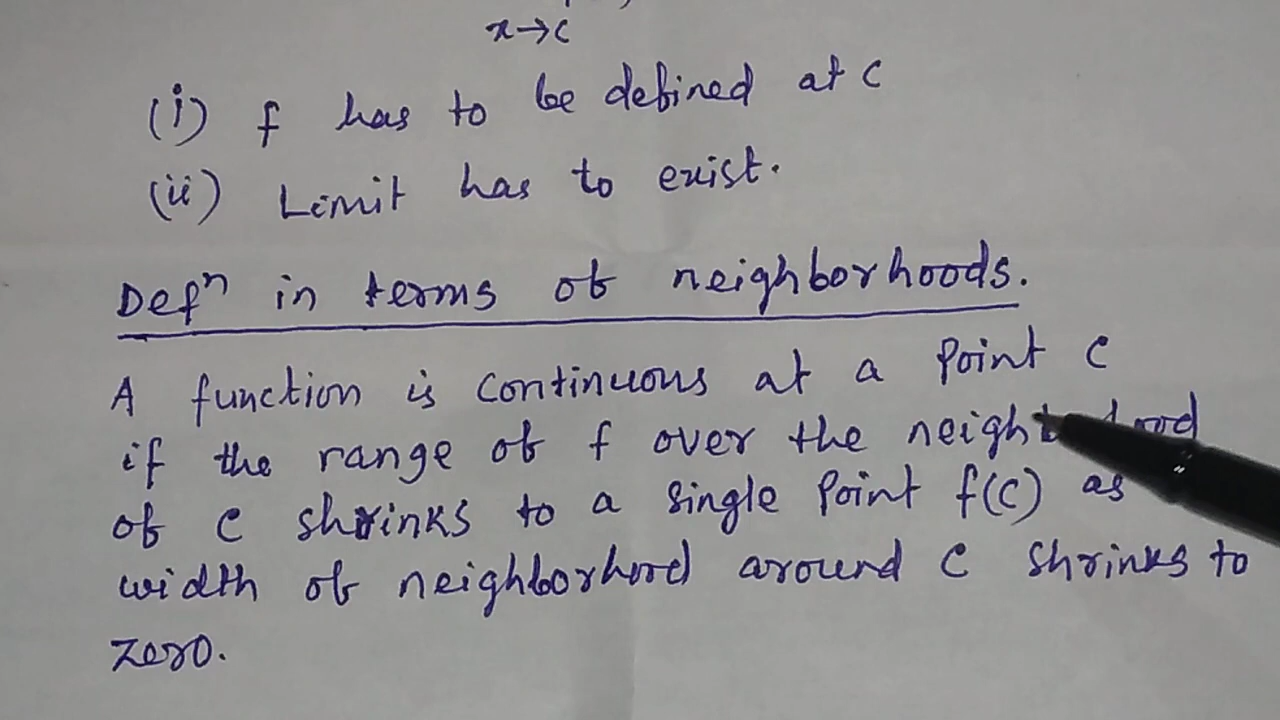 x→c
(i) f has to be defined at c
(ii) Limit has to exist.
Defⁿ in terms of neighborhoods.
A function is continuous at a point c
if the range of f over the
of c shrinks to a single point f(c) as
width of neighborhood around c shrinks to
zero.